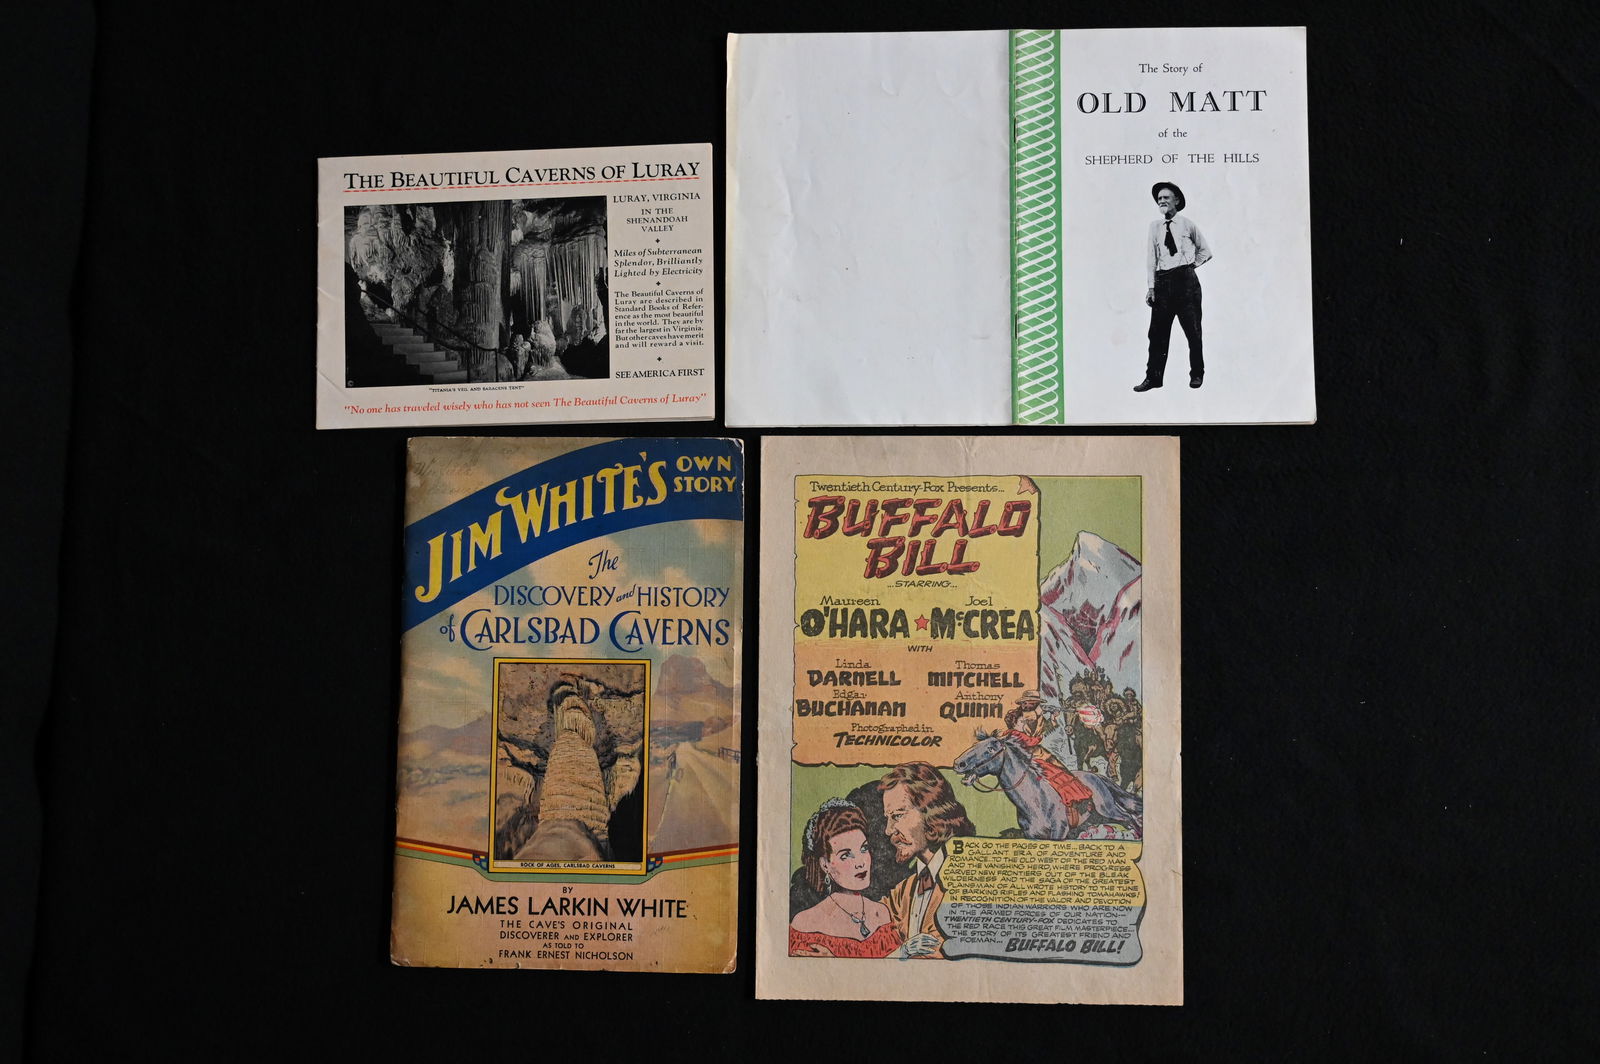 THE BEAUTIFUL CAVERNS OF LURAY
LURAY, VIRGINIA
IN THE
SHENANDOAH
VALLEY
Miles of Subterranean
Splendor, Brilliantly
Lighted by Electricity
The Beautiful Caverns of
Luray are described in
Standard Books of Refer-
ence as the most beautiful
in the world. They are by
far the largest in Virginia.
But other caves have merit
and will reward a visit.
SEE AMERICA FIRST
"TITANIA'S VEIL AND SARACENS TENT"
"No one has traveled wisely who has not seen The Beautiful Caverns of Luray"
The Story of
OLD MATT
of the
SHEPHERD OF THE HILLS
JIM WHITE'S OWN
STORY
The
DISCOVERY and HISTORY
of CARLSBAD CAVERNS
ROCK OF AGES, CARLSBAD CAVERNS
BY
JAMES LARKIN WHITE
THE CAVE'S ORIGINAL
DISCOVERER AND EXPLORER
AS TOLD TO
FRANK ERNEST NICHOLSON
Twentieth Century-Fox Presents...
BUFFALO
BILL
...STARRING...
Maureen Joel
O'HARA McCREA
WITH
Linda Thomas
DARNELL MITCHELL
Edgar Anthony
BUCHANAN QUINN
Photographed in
TECHNICOLOR
BACK GO THE PAGES OF TIME...BACK TO A
GALLANT ERA OF ADVENTURE AND
ROMANCE...TO THE OLD WEST OF THE RED MAN
AND THE VANISHING HERD, WHERE PROGRESS
CARVED NEW FRONTIERS OUT OF THE BLEAK
WILDERNESS AND THE SAGA OF THE GREATEST
PLAINSMAN OF ALL WROTE HISTORY TO THE TUNE
OF BARKING RIFLES AND FLASHING TOMAHAWKS!
IN RECOGNITION OF THE VALOR AND DEVOTION
OF THOSE INDIAN WARRIORS WHO ARE NOW
IN THE ARMED FORCES OF OUR NATION—
TWENTIETH CENTURY-FOX DEDICATES TO
THE RED RACE THIS GREAT FILM MASTERPIECE...
THE STORY OF ITS GREATEST FRIEND AND
FOEMAN... BUFFALO BILL!